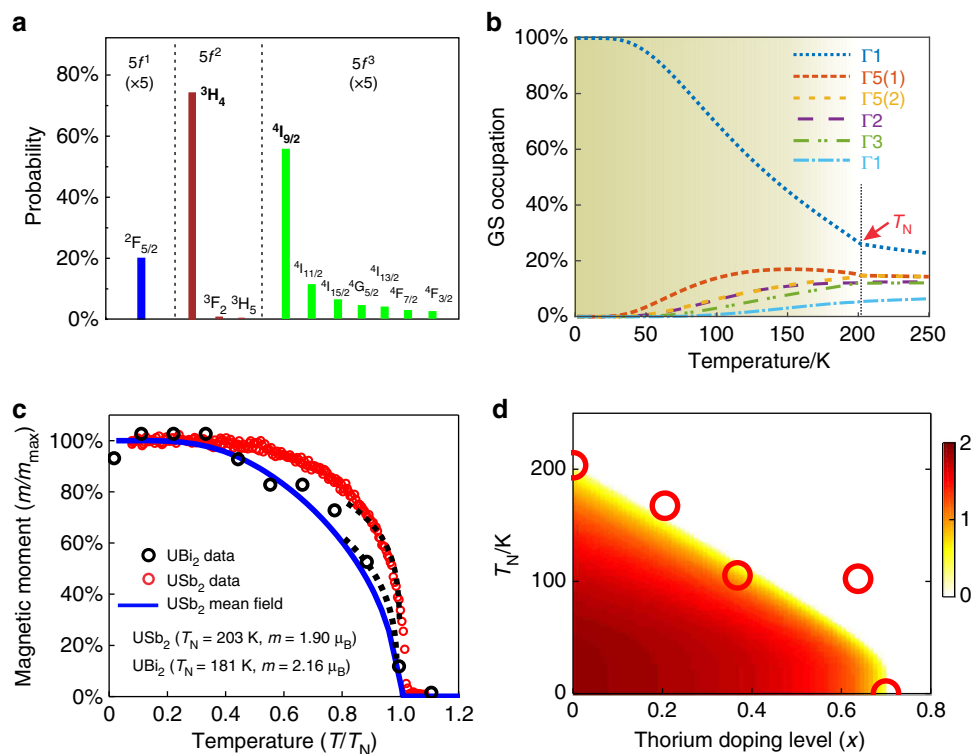 a
5f¹
(×5)
5f²
5f³
(×5)
80%
60%
40%
20%
0%
Probability
²F5/2
³H4
³F2
³H5
⁴I9/2
⁴I11/2
⁴I15/2
⁴G5/2
⁴I13/2
⁴F7/2
⁴F3/2
b
100%
80%
60%
40%
20%
0%
GS occupation
Γ1
Γ5(1)
Γ5(2)
Γ2
Γ3
Γ1
TN
0 50 100 150 200 250
Temperature/K
c
100%
80%
60%
40%
20%
0%
Magnetic moment (m/mmax)
UBi2 data
USb2 data
USb2 mean field
USb2 (TN = 203 K, m = 1.90 μB)
UBi2 (TN = 181 K, m = 2.16 μB)
0 0.2 0.4 0.6 0.8 1.0 1.2
Temperature (T/TN)
d
200
100
0
TN/K
0 0.2 0.4 0.6 0.8
Thorium doping level (x)
2
1
0